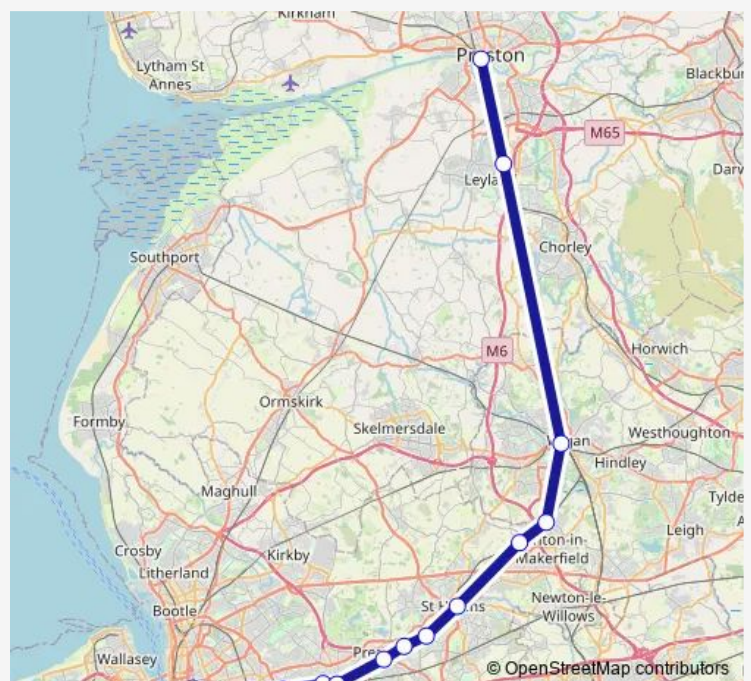 Kirkham
Preston
Lytham St
Annes
Blackbur
M65
Leyla
Darw
Southport
Chorley
M6
Horwich
Ormskirk
Formby
Skelmersdale
Westhoughton
Hindley
Maghull
Tylde
Leigh
Crosby
Kirkby
Makerfield
Litherland
Newton-le-
Willows
Bootle
Wallasey
© OpenStreetMap contributors